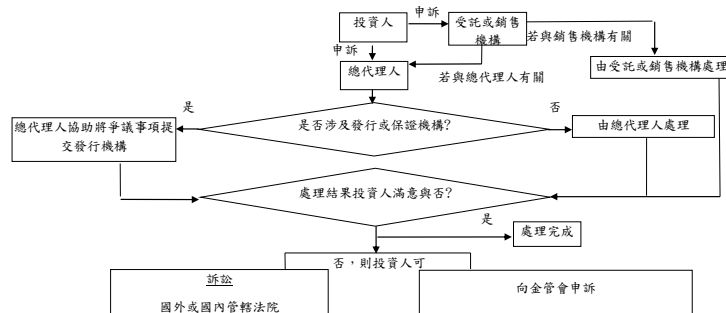 投資人
申訴
受託或銷售
機構
若與銷售機構有關
申訴
總代理人
若與總代理人有關
由受託或銷售機構處理
是
否
總代理人協助將爭議事項提
交發行機構
是否涉及發行或保證機構?
由總代理人處理
處理結果投資人滿意與否?
是
處理完成
否，則投資人可
訴訟
國外或國內管轄法院
向金管會申訴